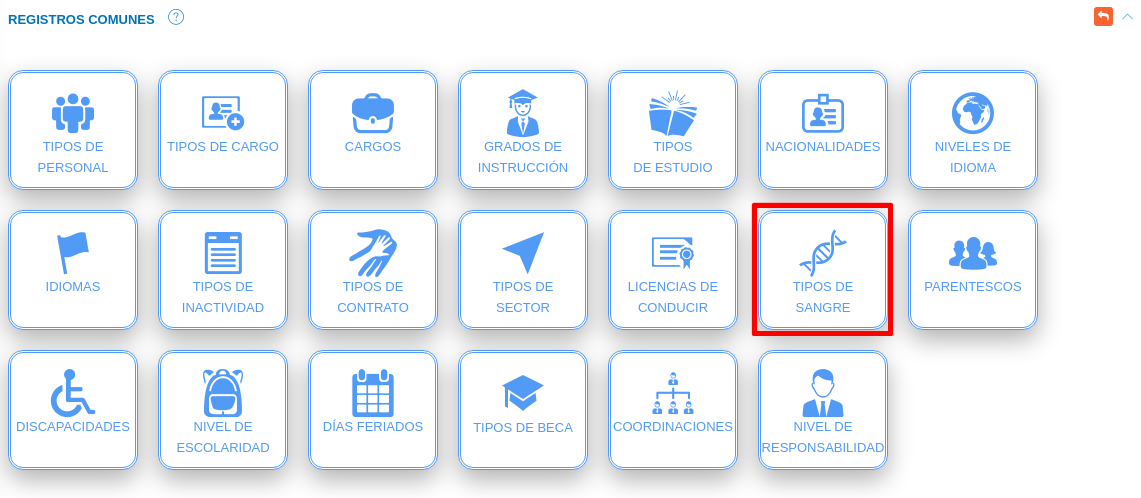 REGISTROS COMUNES ?
TIPOS DE
PERSONAL
TIPOS DE CARGO
CARGOS
GRADOS DE
INSTRUCCIÓN
TIPOS
DE ESTUDIO
NACIONALIDADES
NIVELES DE
IDIOMA
IDIOMAS
TIPOS DE
INACTIVIDAD
TIPOS DE
CONTRATO
TIPOS DE
SECTOR
LICENCIAS DE
CONDUCIR
TIPOS DE
SANGRE
PARENTESCOS
DISCAPACIDADES
NIVEL DE
ESCOLARIDAD
DÍAS FERIADOS
TIPOS DE BECA
COORDINACIONES
NIVEL DE
RESPONSABILIDAD